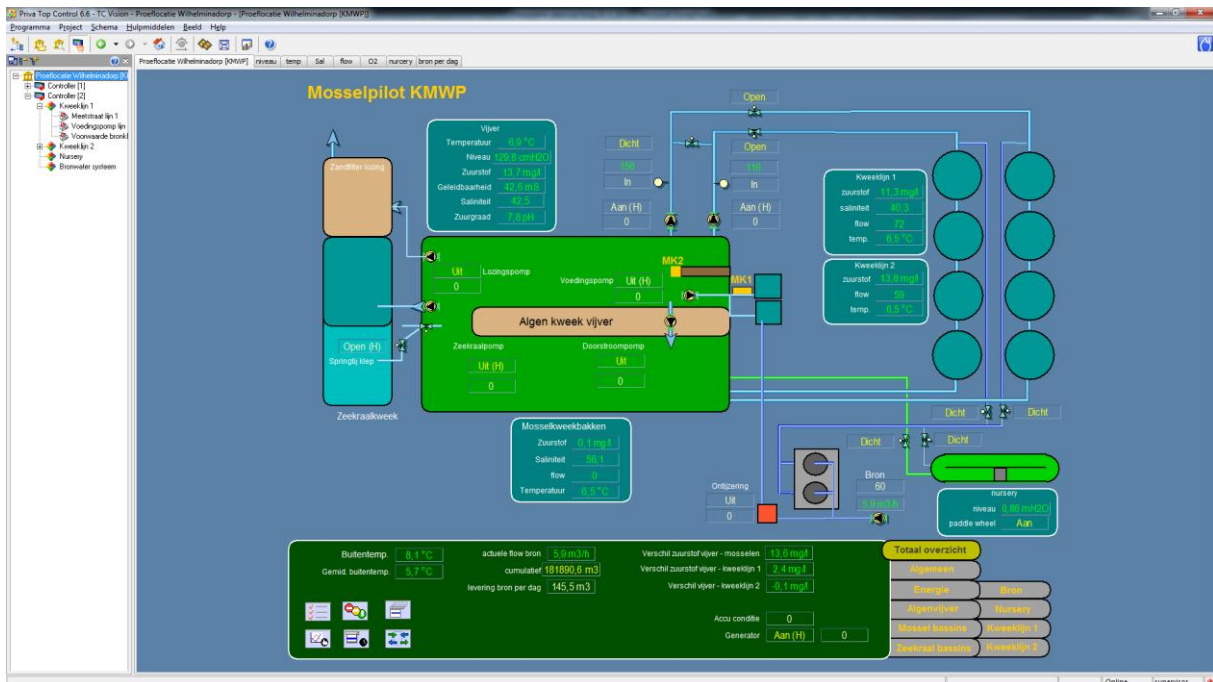 Priva Top Control 6.6 - TC Vision - Proeflocatie Wilhelminadorp - [Proeflocatie Wilhelminadorp [KMWP]]
Programma Project Schema Hulpmiddelen Beeld Help
Proeflocatie Wilhelminadorp [KMWP] niveau temp Sal flow O2 nurcery bron per dag
Proeflocatie Wilhelminadorp [K
Controller [1]
Controller [2]
Kweeklijn 1
Meetstraat lijn 1
Voedingspomp lijn
Voorwaarde bronkl
Kweeklijn 2
Nursery
Bronwater systeem
Mosselpilot KMWP
Zandfilter lozing
Zeekraalkweek
Open (H)
Springtij klep
Vijver
Temperatuur 6,9 °C
Niveau 129,8 cmH2O
Zuurstof 13,7 mg/l
Geleidbaarheid 42,6 mS
Saliniteit 42,5
Zuurgraad 7,8 pH
Dicht
150
In
Aan (H)
0
Open
Open
110
In
Aan (H)
0
Kweeklijn 1
zuurstof 11,3 mg/l
saliniteit 40,3
flow 72
temp. 6,5 °C
Kweeklijn 2
zuurstof 13,8 mg/l
flow 59
temp. 6,5 °C
Uit
0
Lozingspomp
Voedingspomp Uit (H)
0
MK2
MK1
Algen kweek vijver
Zeekraalpomp
Uit (H)
0
Doorstroompomp
Uit
0
Mosselkweekbakken
Zuurstof 0,1 mg/l
Saliniteit 56,1
flow 0
Temperatuur 6,5 °C
Ontijzering
Uit
0
Bron
60
5,9 m3/h
Dicht Dicht
Dicht Dicht
nursery
niveau 0,86 mH2O
paddle wheel Aan
Buitentemp. 8,1 °C
Gemid. buitentemp. 5,7 °C
actuele flow bron 5,9 m3/h
cumulatief 181890,6 m3
levering bron per dag 145,5 m3
Verschil zuurstof vijver - mosselen 13,6 mg/l
Verschil zuurstof vijver - kweeklijn 1 2,4 mg/l
Verschil vijver - kweeklijn 2 -0,1 mg/l
Accu conditie 0
Generator Aan (H) 0
Totaal overzicht
Algemeen
Energie Bron
Algenvijver Nursery
Mossel bassins Kweeklijn 1
Zeekraal bassins Kweeklijn 2
Online supervisor